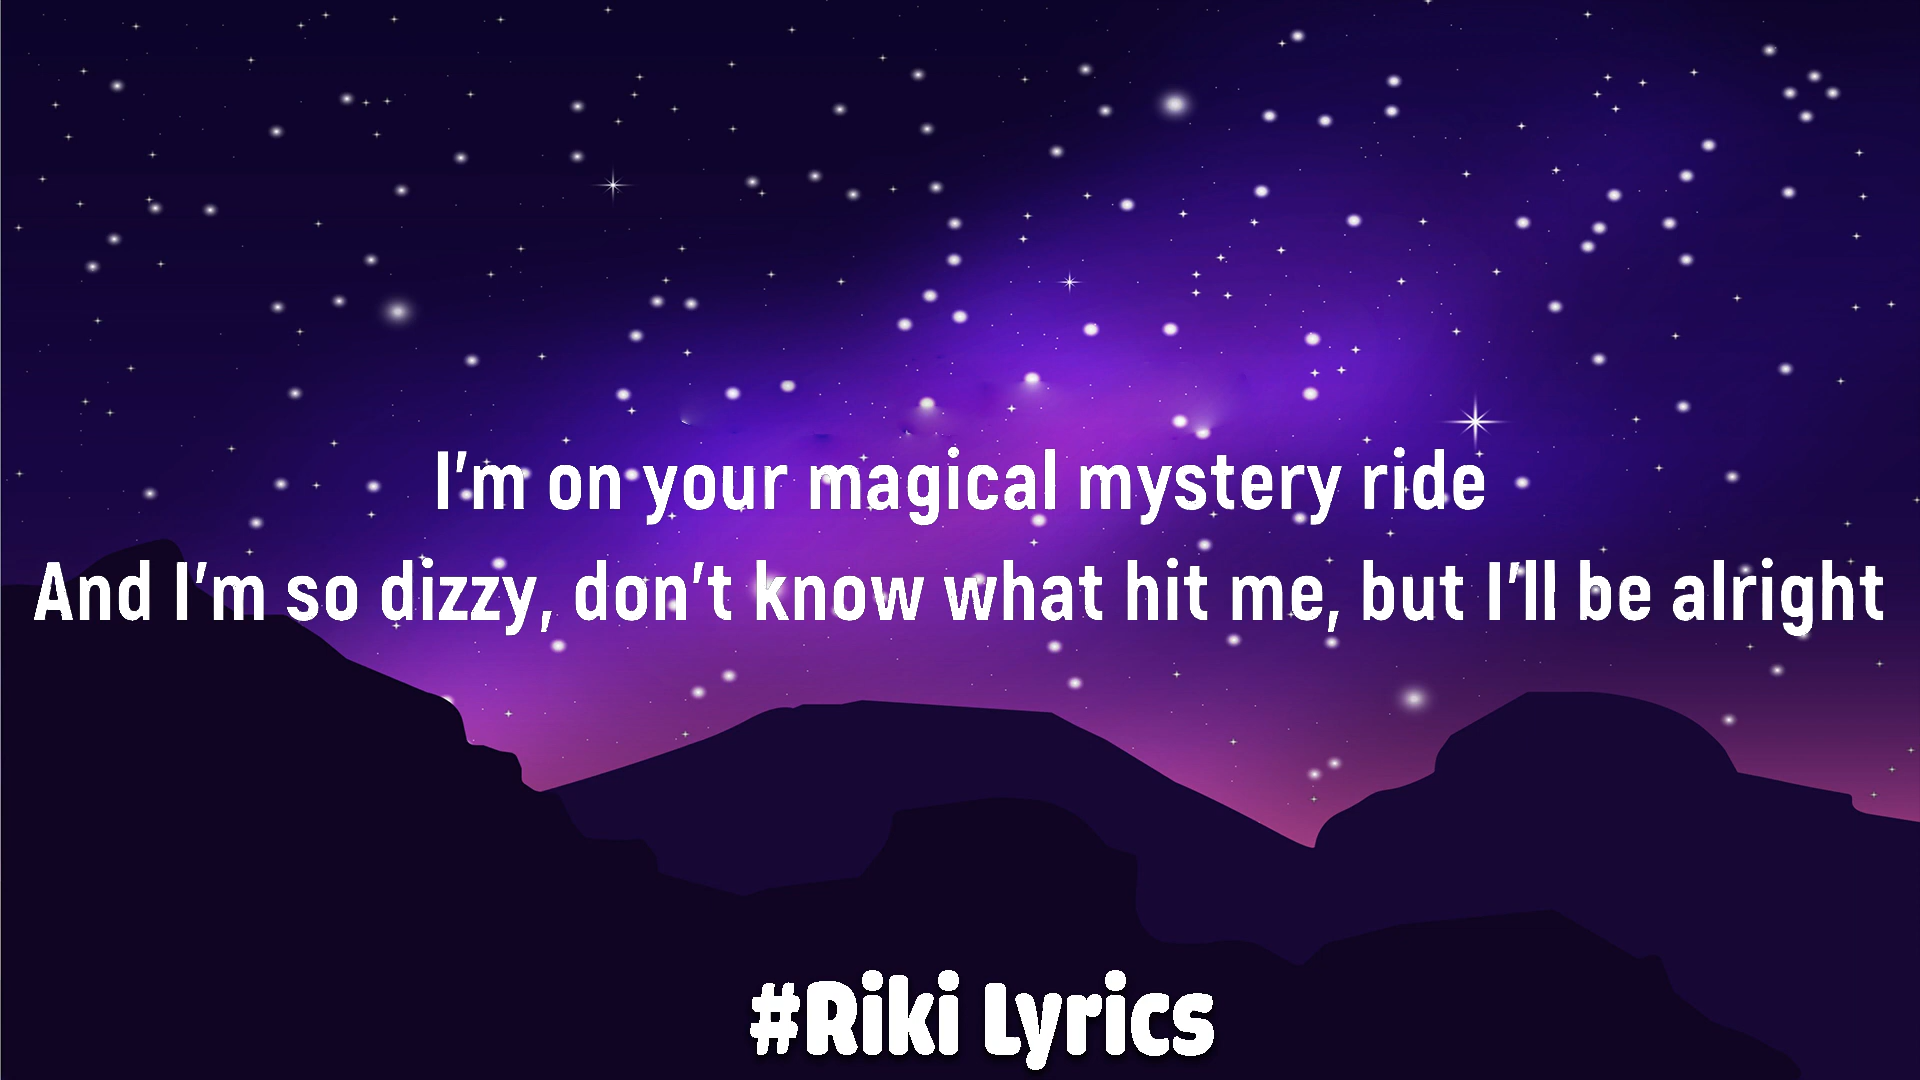 I’m on your magical mystery ride
And I’m so dizzy, don’t know what hit me, but I’ll be alright
#Riki Lyrics